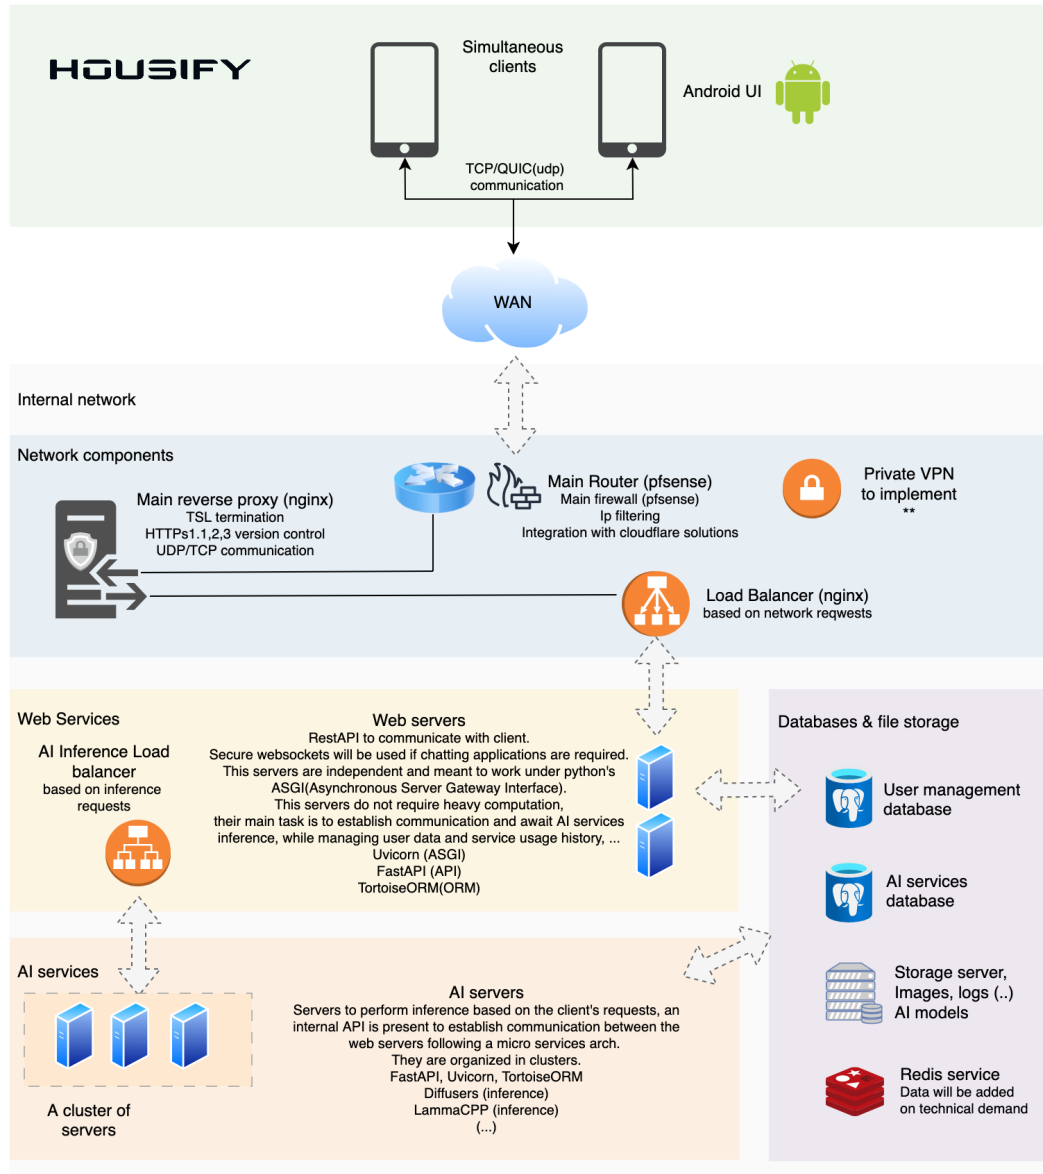 HOUSIFY
Simultaneous
clients
Android UI
TCP/QUIC(udp)
communication
WAN
Internal network
Network components
Main reverse proxy (nginx)
TSL termination
HTTPs1.1,2,3 version control
UDP/TCP communication
Main Router (pfsense)
Main firewall (pfsense)
Ip filtering
Integration with cloudflare solutions
Private VPN
to implement
**
Load Balancer (nginx)
based on network reqwests
Web Services
AI Inference Load
balancer
based on inference
requests
Web servers
RestAPI to communicate with client.
Secure websockets will be used if chatting applications are required.
This servers are independent and meant to work under python's
ASGI(Asynchronous Server Gateway Interface).
This servers do not require heavy computation,
their main task is to establish communication and await AI services
inference, while managing user data and service usage history, ...
Uvicorn (ASGI)
FastAPI (API)
TortoiseORM(ORM)
Databases & file storage
User management
database
AI services
database
Storage server,
Images, logs (..)
AI models
Redis service
Data will be added
on technical demand
AI services
A cluster of
servers
AI servers
Servers to perform inference based on the client's requests, an
internal API is present to establish communication between the
web servers following a micro services arch.
They are organized in clusters.
FastAPI, Uvicorn, TortoiseORM
Diffusers (inference)
LammaCPP (inference)
(...)